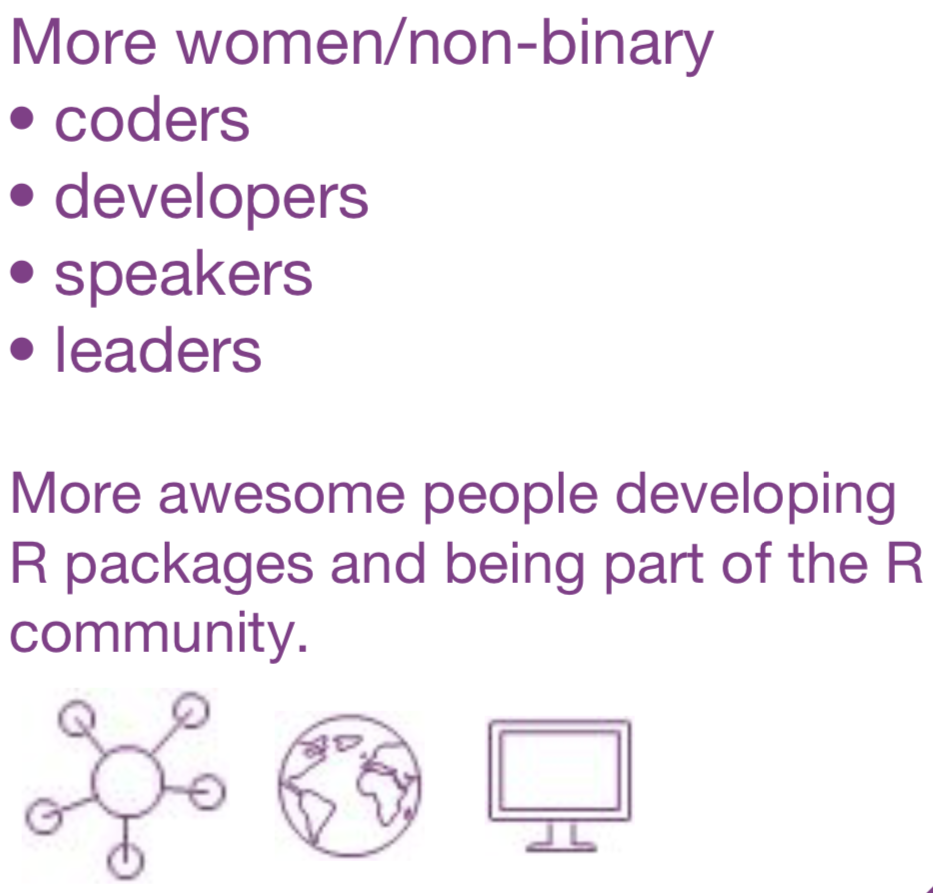 More women/non-binary
• coders
• developers
• speakers
• leaders
More awesome people developing
R packages and being part of the R
community.